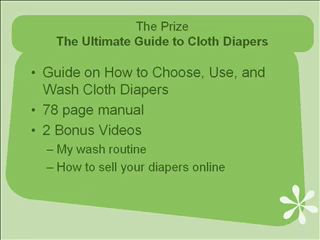 The Prize
The Ultimate Guide to Cloth Diapers
• Guide on How to Choose, Use, and
Wash Cloth Diapers
• 78 page manual
• 2 Bonus Videos
– My wash routine
– How to sell your diapers online